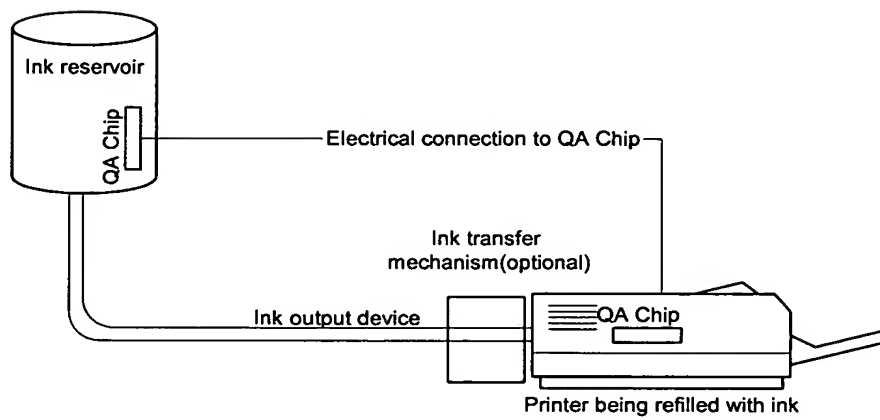 Ink reservoir
QA Chip
Electrical connection to QA Chip
Ink transfer
mechanism(optional)
Ink output device
QA Chip
Printer being refilled with ink